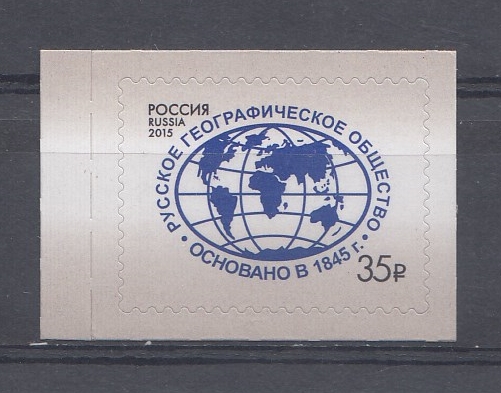 РОССИЯ
RUSSIA
2015
РУССКОЕ ГЕОГРАФИЧЕСКОЕ ОБЩЕСТВО
• ОСНОВАНО В 1845 г. •
35₽